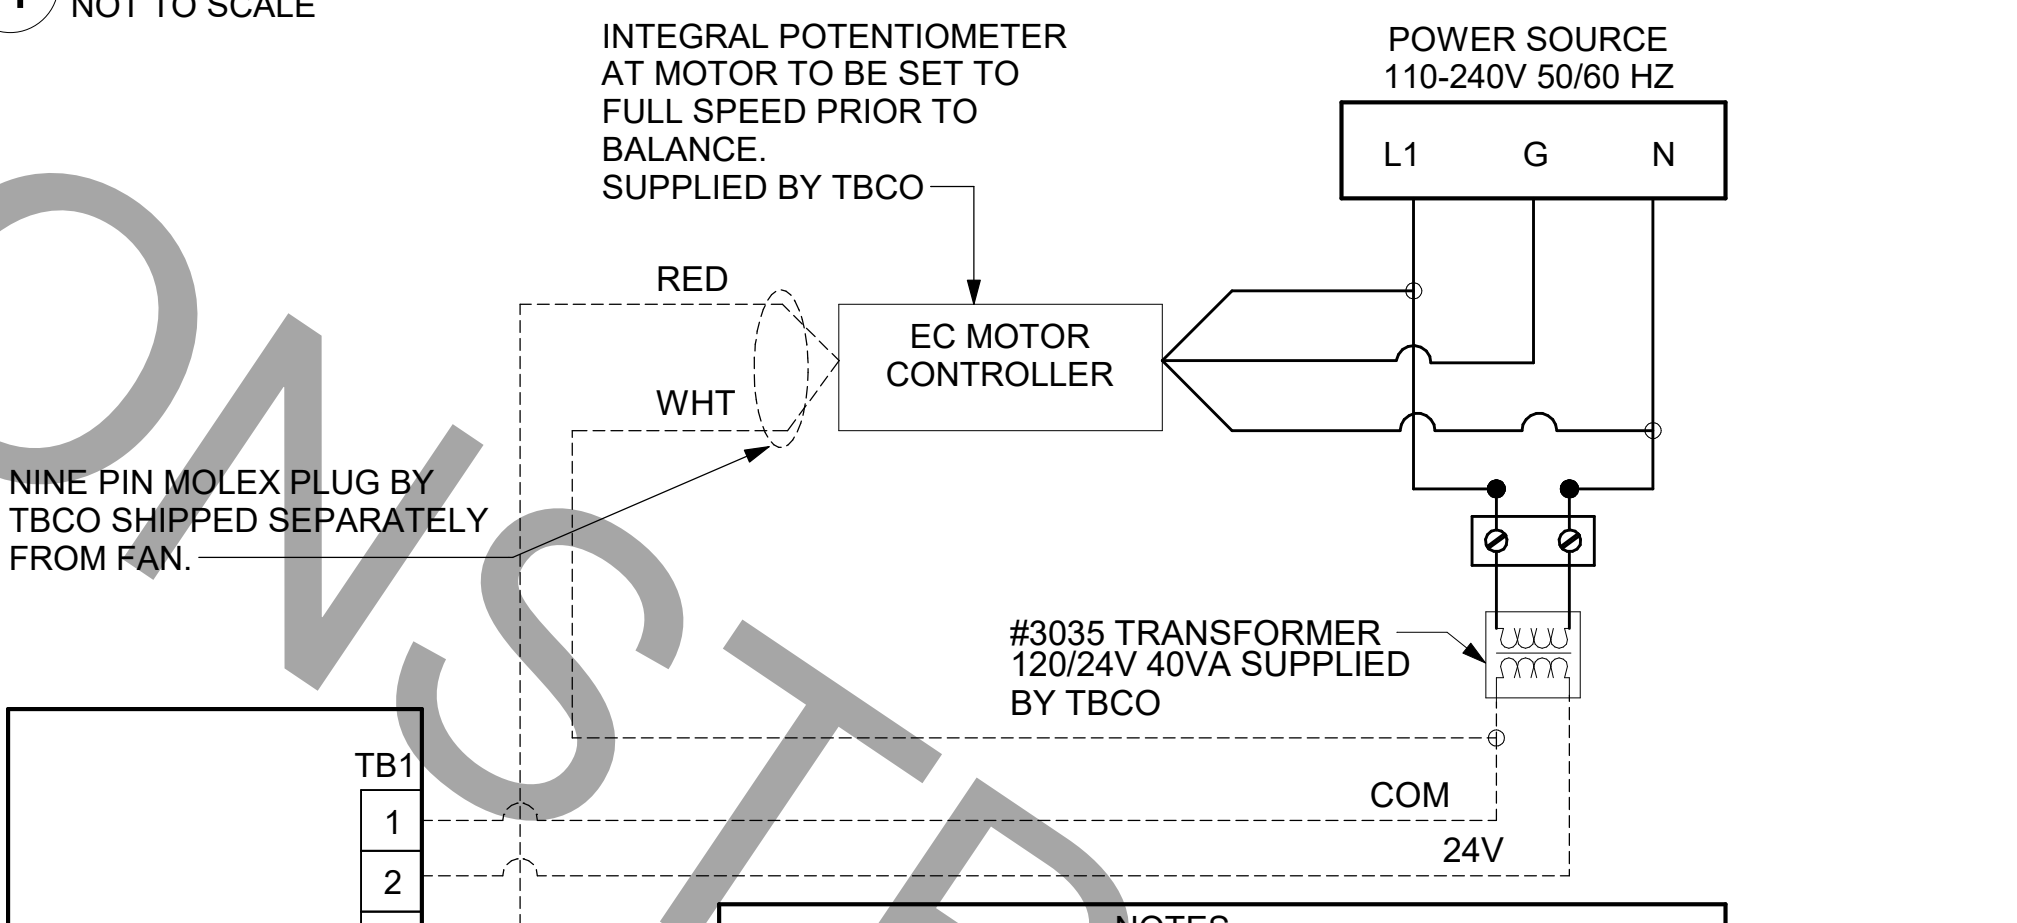 NOT TO SCALE
INTEGRAL POTENTIOMETER
AT MOTOR TO BE SET TO
FULL SPEED PRIOR TO
BALANCE.
SUPPLIED BY TBCO
POWER SOURCE
110-240V 50/60 HZ
L1 G N
RED
EC MOTOR
CONTROLLER
WHT
NINE PIN MOLEX PLUG BY
TBCO SHIPPED SEPARATELY
FROM FAN.
#3035 TRANSFORMER
120/24V 40VA SUPPLIED
BY TBCO
TB1
COM
1
24V
2
NOTES